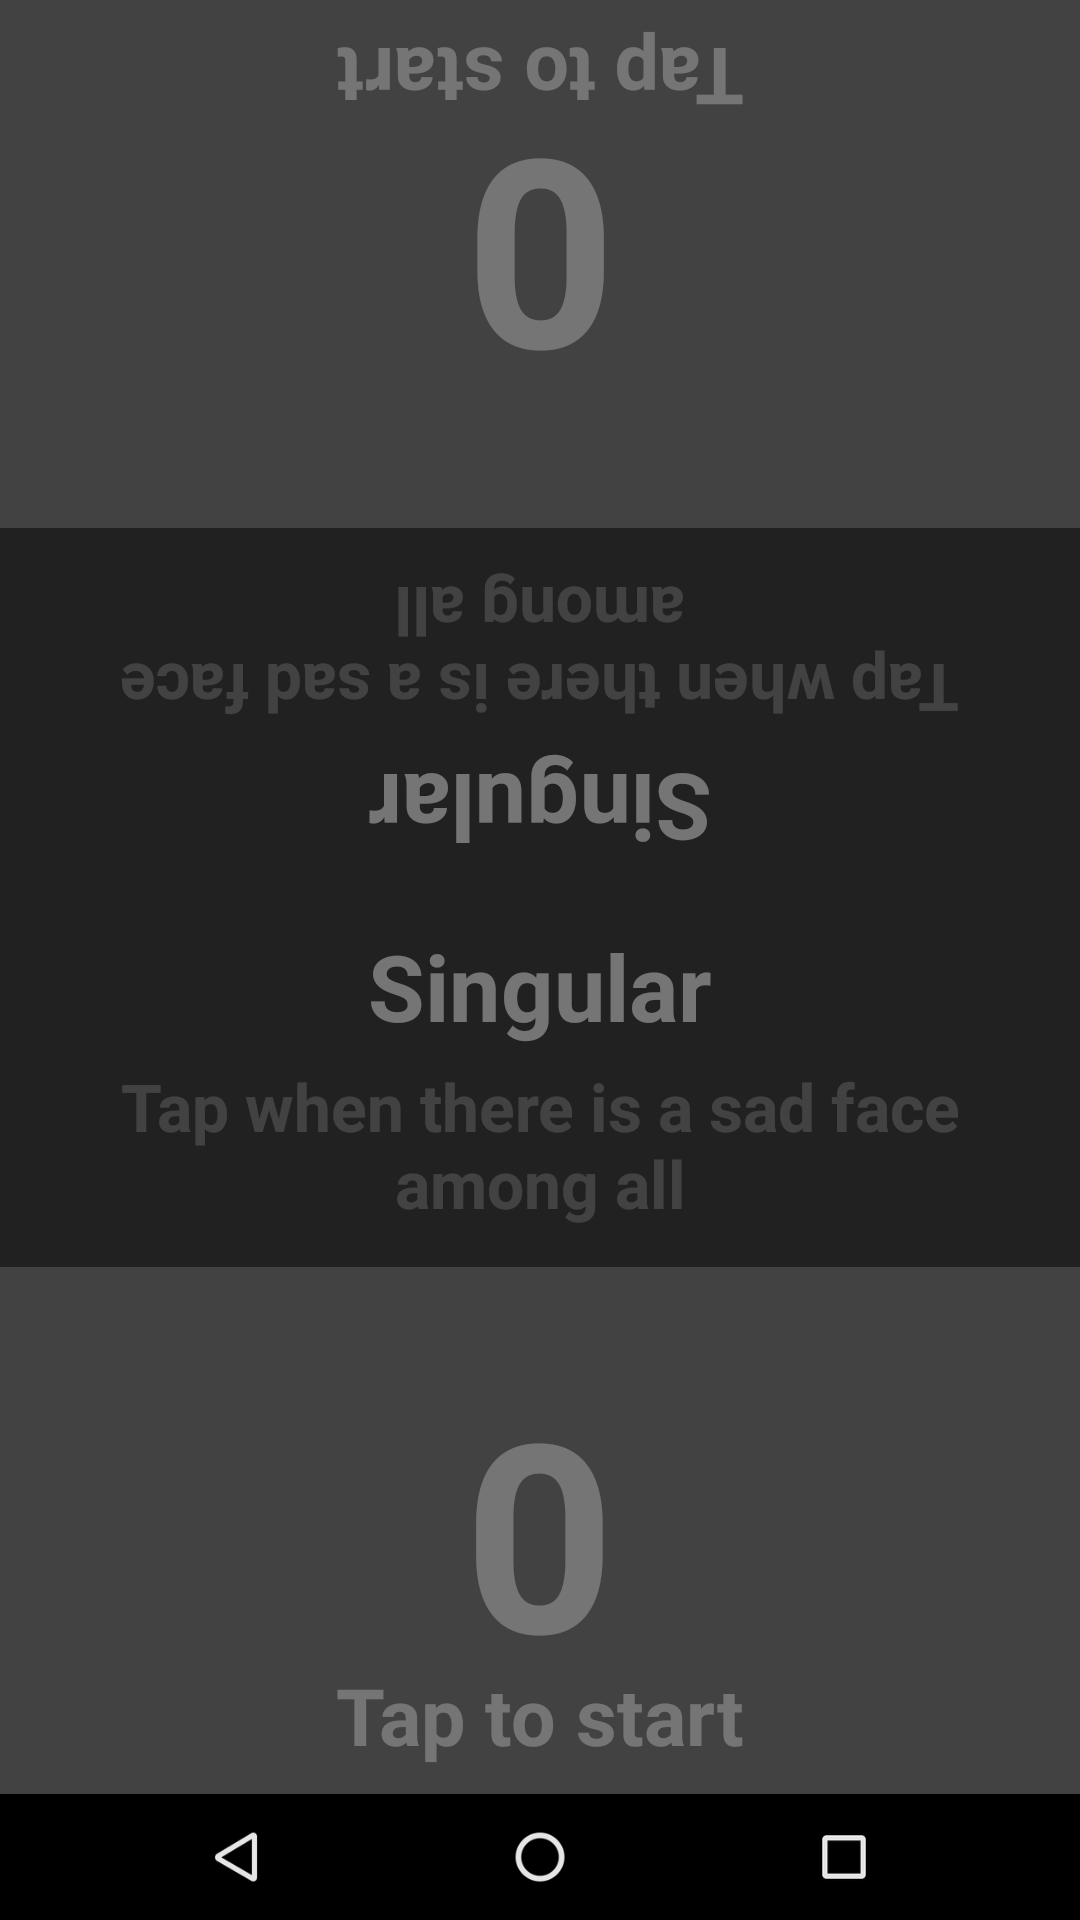 Tap to start
0
Tap when there is a sad face
among all
Singular
Singular
Tap when there is a sad face
among all
0
Tap to start